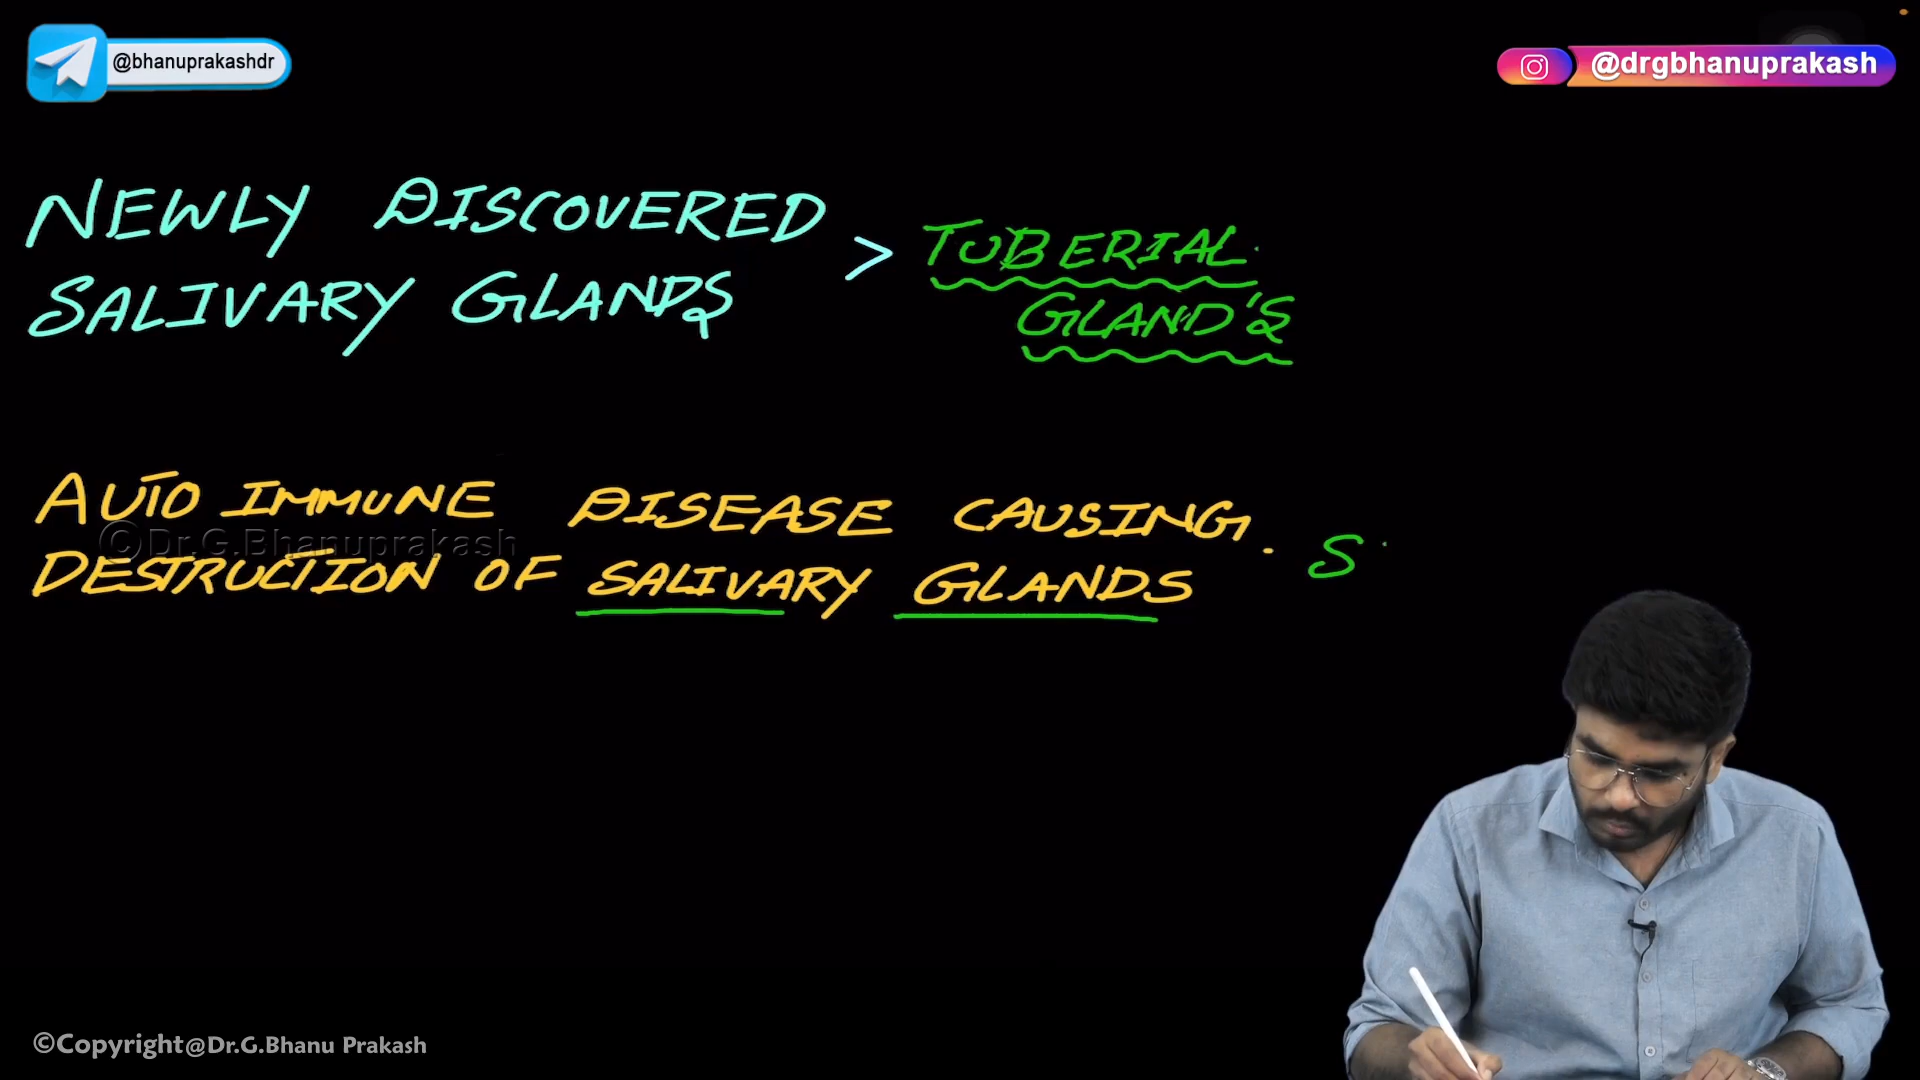 @bhanuprakashdr
@drgbhanuprakash
NEWLY DISCOVERED
SALIVARY GLANDS
> TUBERIAL
GLAND'S
AUTO IMMUNE DISEASE CAUSING.
©Dr.G.Bhanuprakash
DESTRUCTION OF SALIVARY GLANDS
S
©Copyright@Dr.G.Bhanu Prakash